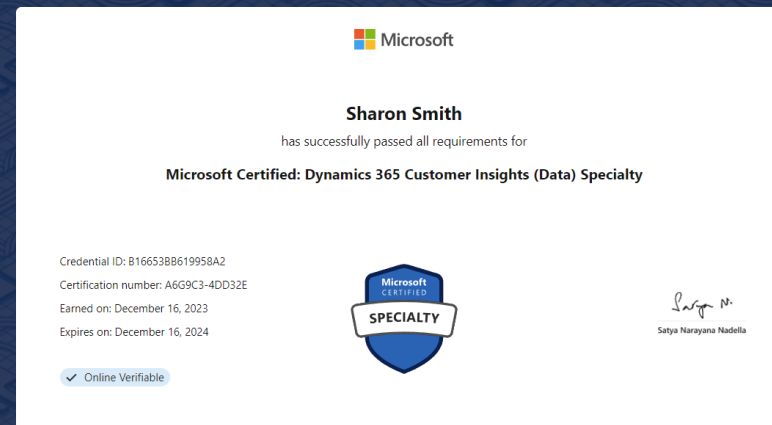 Microsoft
Sharon Smith
has successfully passed all requirements for
Microsoft Certified: Dynamics 365 Customer Insights (Data) Specialty
Credential ID: B16653BB619958A2
Certification number: A6G9C3-4DD32E
Earned on: December 16, 2023
Expires on: December 16, 2024
Online Verifiable
Microsoft
CERTIFIED
SPECIALTY
Satya N.
Satya Narayana Nadella